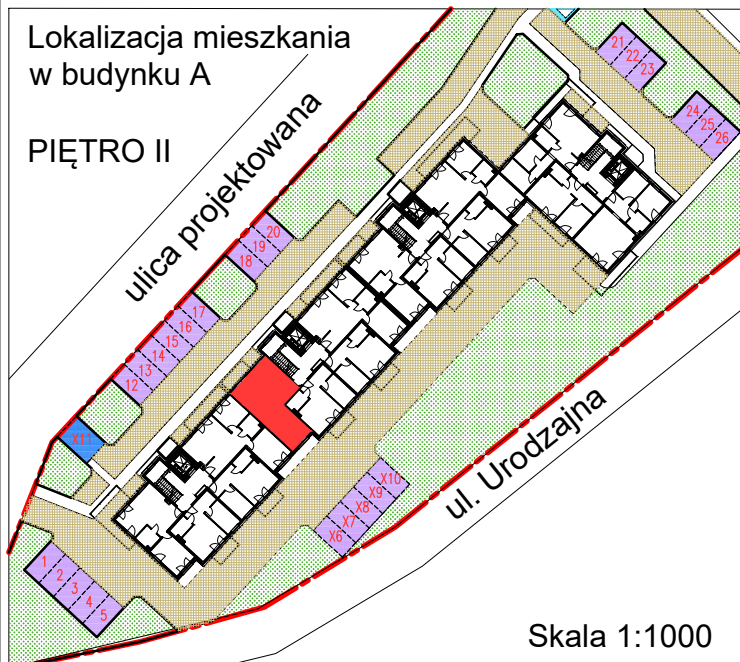 Lokalizacja mieszkania
w budynku A
PIĘTRO II
ulica projektowana
21
22
23
24
25
26
20
19
18
17
16
15
14
13
12
X11
X10
X9
X8
X7
X6
ul. Urodzajna
1
2
3
4
5
Skala 1:1000